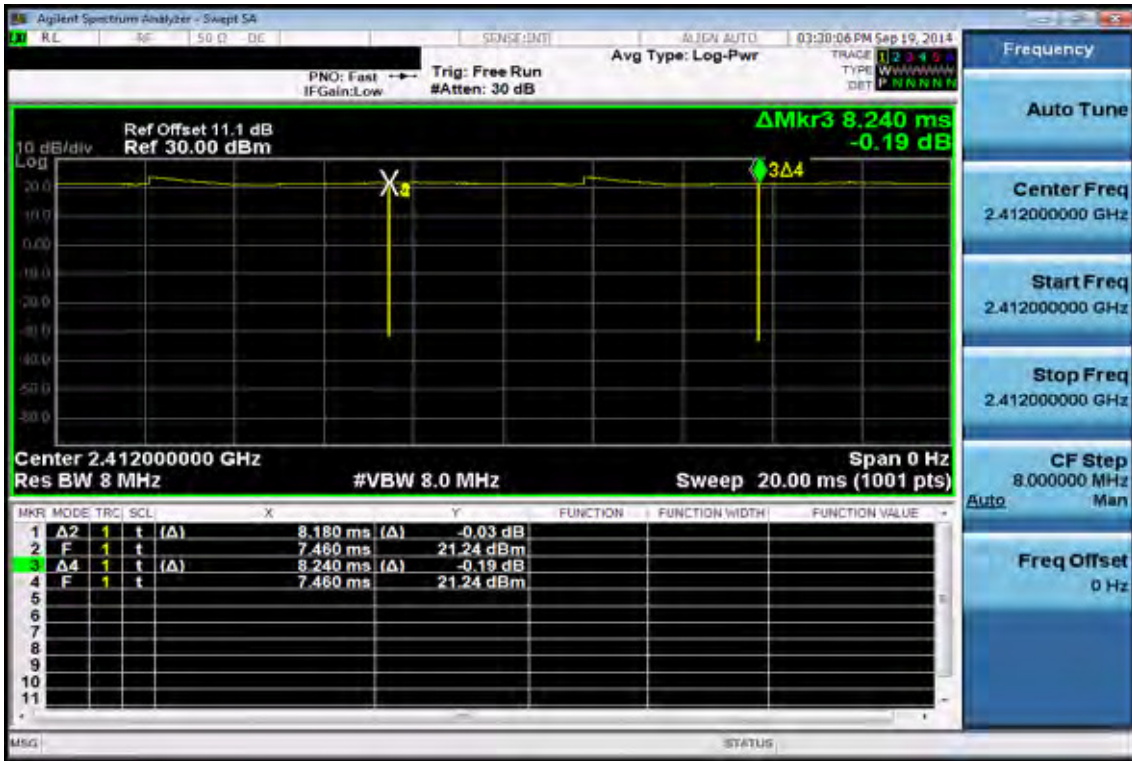 Agilent Spectrum Analyzer - Swept SA
RL RF 50 Ω DC SENSE:INT ALIGN AUTO 03:30:06 PM Sep 19, 2014
Frequency
Avg Type: Log-Pwr TRACE 1 2 3 4 5 6
PNO: Fast Trig: Free Run TYPE WWWWWW
IFGain:Low #Atten: 30 dB DET P N N N N N
Auto Tune
ΔMkr3 8.240 ms
Ref Offset 11.1 dB
10 dB/div Ref 30.00 dBm -0.19 dB
Log
3Δ4
20.0
10.0
0.00
-10.0
-20.0
-30.0
-40.0
-50.0
-60.0
Center Freq
2.412000000 GHz
Start Freq
2.412000000 GHz
Stop Freq
2.412000000 GHz
Center 2.412000000 GHz Span 0 Hz
Res BW 8 MHz #VBW 8.0 MHz Sweep 20.00 ms (1001 pts)
CF Step
8.000000 MHz
Auto Man
MKR MODE TRC SCL X Y FUNCTION FUNCTION WIDTH FUNCTION VALUE
1 Δ2 1 t (Δ) 8.180 ms (Δ) -0.03 dB
2 F 1 t 7.460 ms 21.24 dBm
3 Δ4 1 t (Δ) 8.240 ms (Δ) -0.19 dB
4 F 1 t 7.460 ms 21.24 dBm
5
6
7
8
9
10
11
Freq Offset
0 Hz
MSG STATUS